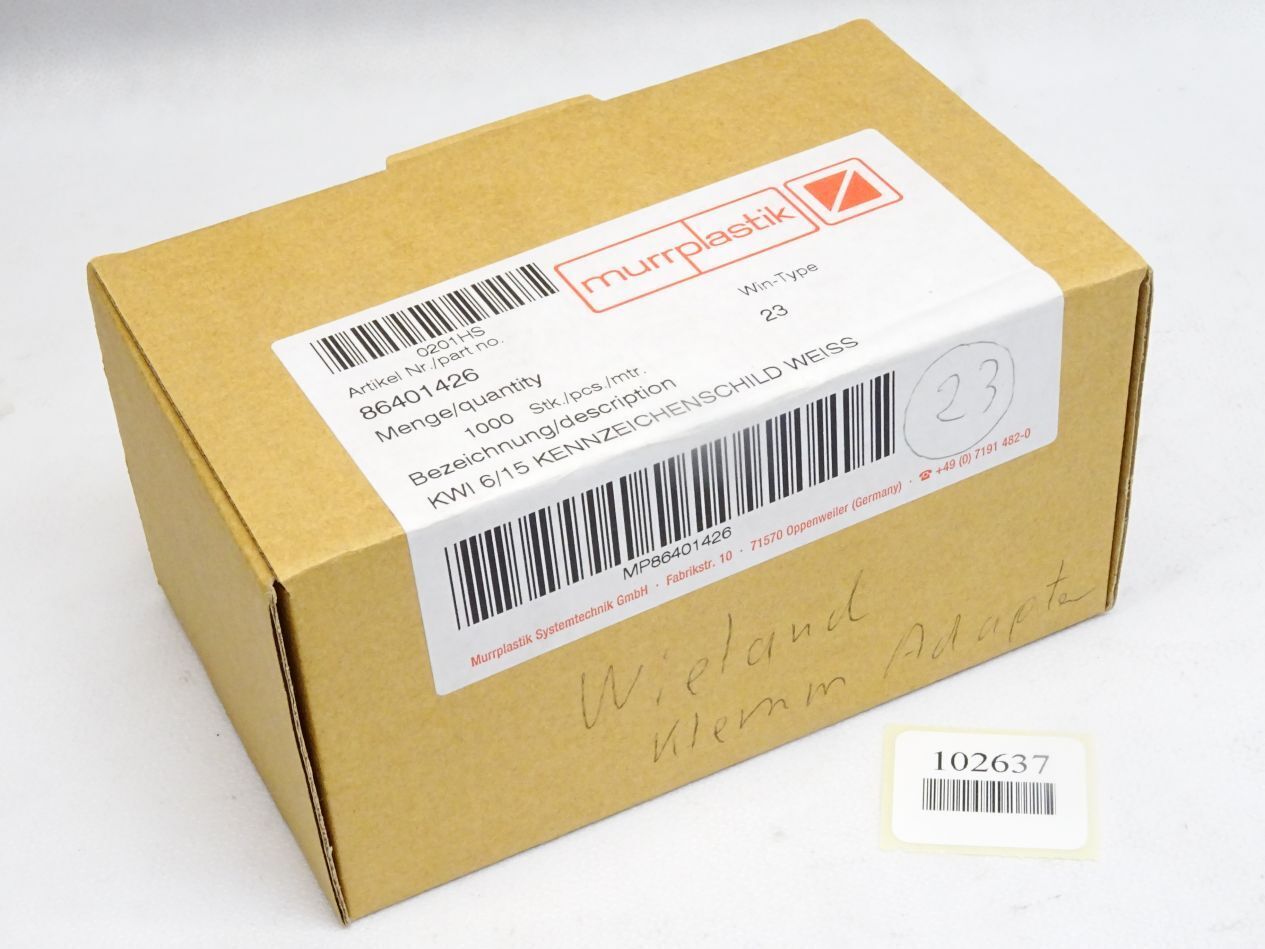 murrplastik
0201HS
Artikel Nr./part no.
86401426
Win-Type
23
Menge/quantity
1000 Stk./pcs./mtr.
Bezeichnung/description
KWI 6/15 KENNZEICHENSCHILD WEISS
23
MP86401426
Murrplastik Systemtechnik GmbH · Fabrikstr. 10 · 71570 Oppenweiler (Germany) · ☎ +49 (0) 7191 482-0
Wieland
Klemm Adapter
102637